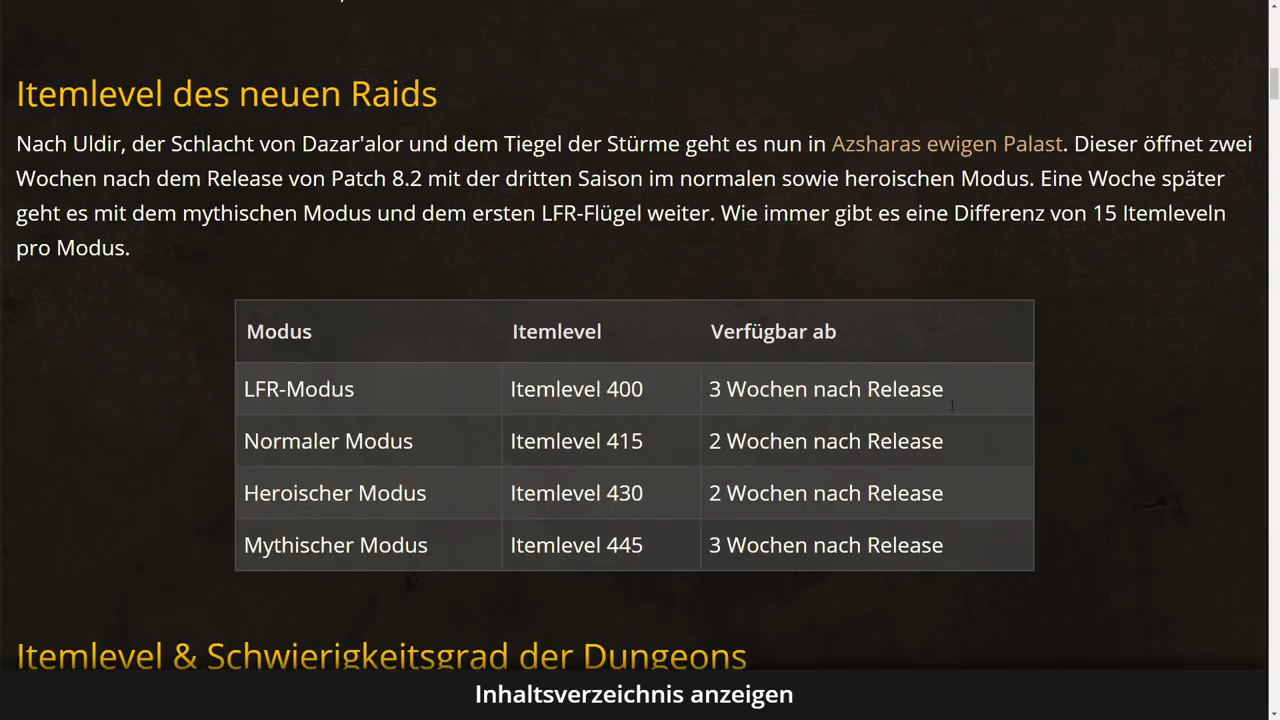 Itemlevel des neuen Raids
Nach Uldir, der Schlacht von Dazar'alor und dem Tiegel der Stürme geht es nun in Azsharas ewigen Palast. Dieser öffnet zwei
Wochen nach dem Release von Patch 8.2 mit der dritten Saison im normalen sowie heroischen Modus. Eine Woche später
geht es mit dem mythischen Modus und dem ersten LFR-Flügel weiter. Wie immer gibt es eine Differenz von 15 Itemleveln
pro Modus.
Modus Itemlevel Verfügbar ab
LFR-Modus Itemlevel 400 3 Wochen nach Release
Normaler Modus Itemlevel 415 2 Wochen nach Release
Heroischer Modus Itemlevel 430 2 Wochen nach Release
Mythischer Modus Itemlevel 445 3 Wochen nach Release
Itemlevel & Schwierigkeitsgrad der Dungeons
Inhaltsverzeichnis anzeigen